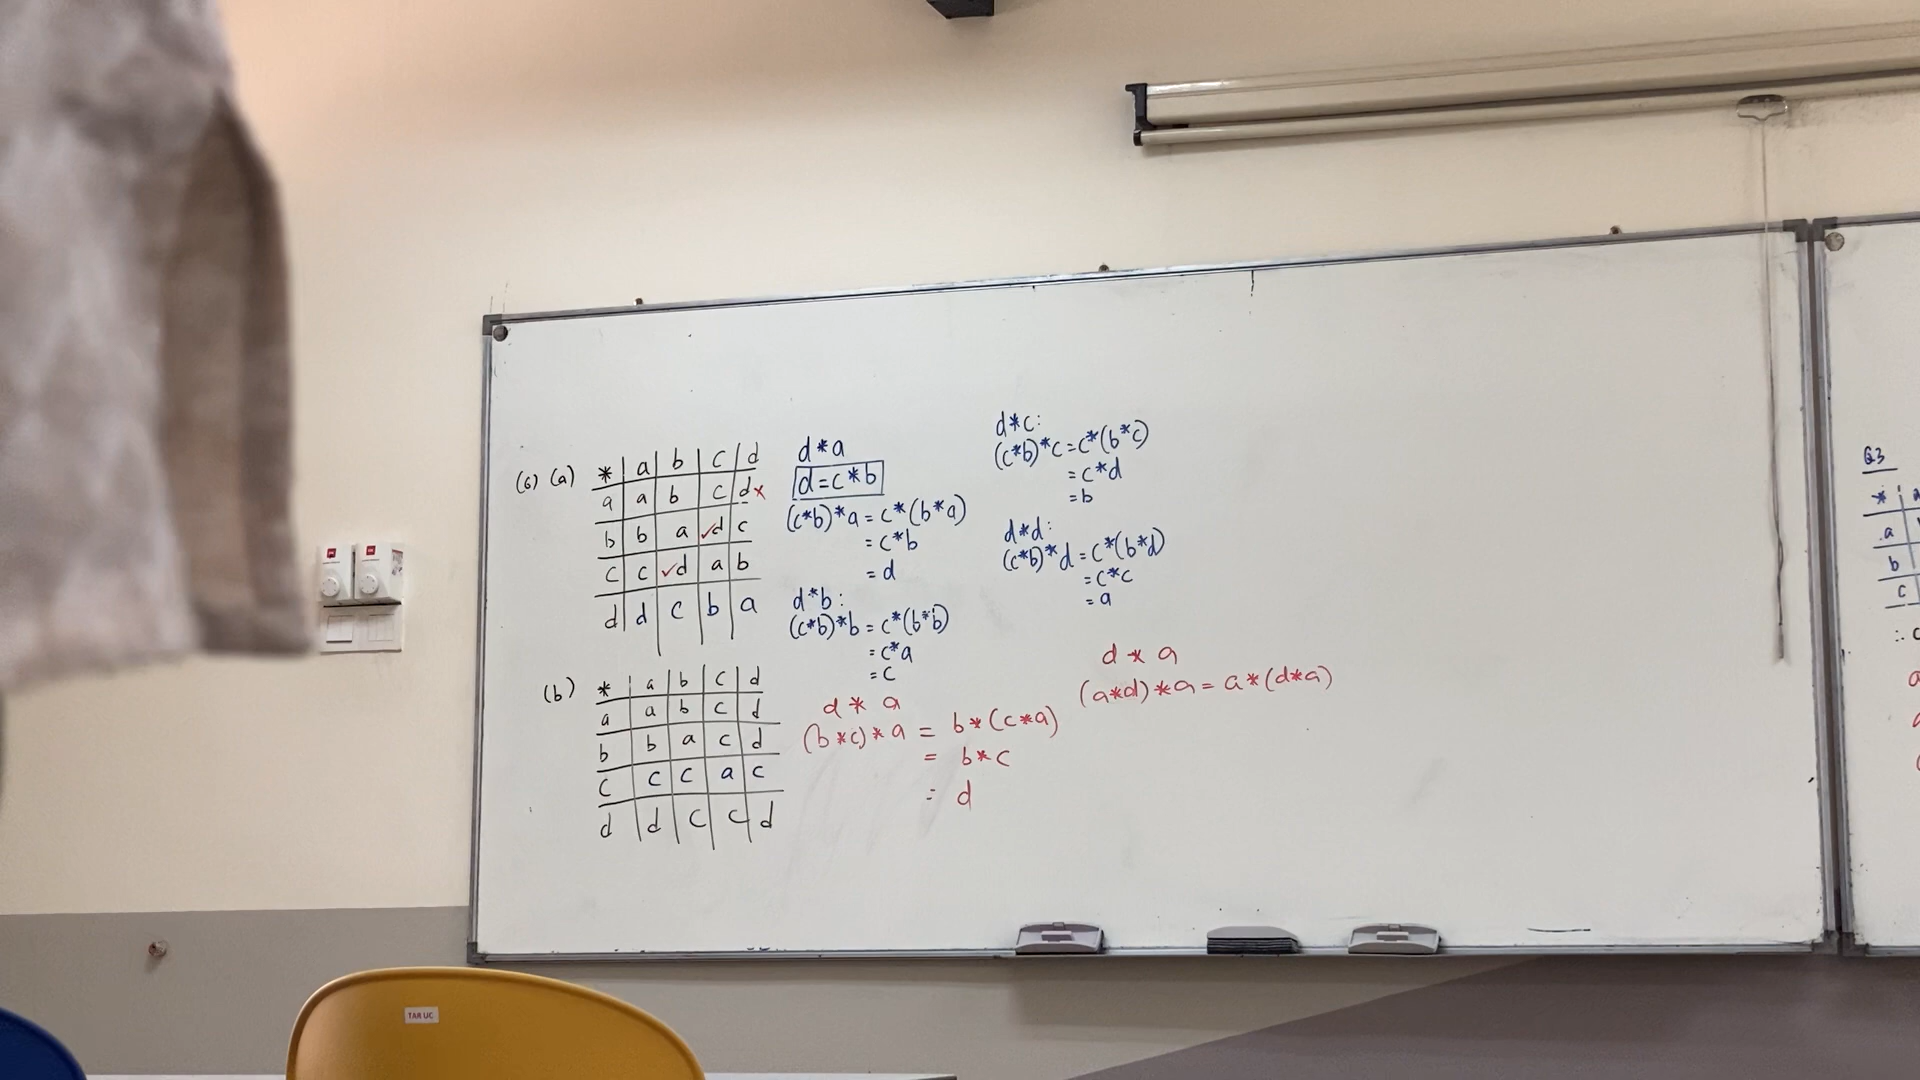 (6) (a)
* | a | b | c | d
a | a | b | c | d x
b | b | a | ✓d | c
c | c | ✓d | a | b
d | d | c | b | a
d*a
d=c*b
(c*b)*a = c*(b*a)
= c*b
= d
d*b:
(c*b)*b = c*(b*b)
= c*a
= c
d*c:
(c*b)*c = c*(b*c)
= c*d
= b
d*d:
(c*b)*d = c*(b*d)
= c*c
= a
(b)
* | a | b | c | d
a | a | b | c | d
b | b | a | c | d
c | c | c | a | c
d | d | c | c | d
d * a
(b*c)*a = b*(c*a)
= b*c
= d
d * a
(a*d)*a = a*(d*a)
Q3
*
a
b
c
TAR UC